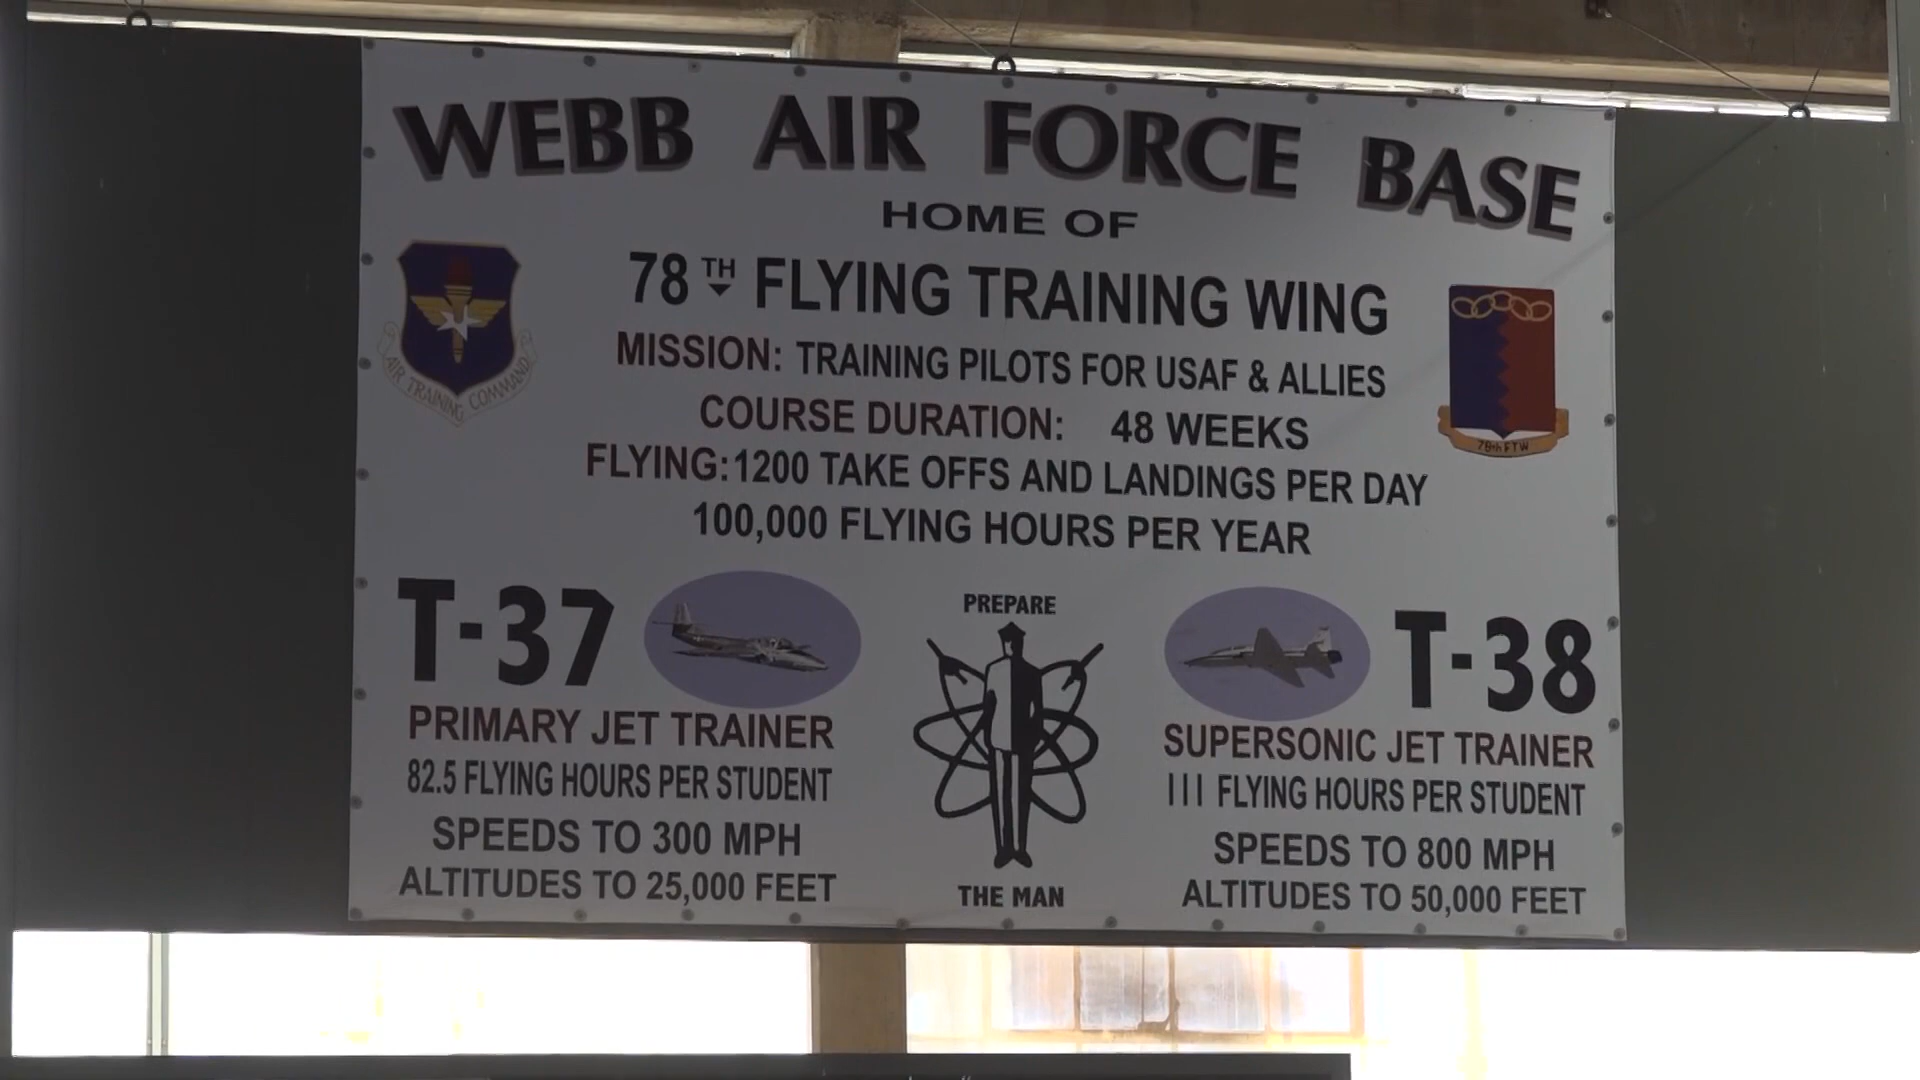 WEBB AIR FORCE BASE
HOME OF
78TH FLYING TRAINING WING
MISSION: TRAINING PILOTS FOR USAF & ALLIES
COURSE DURATION: 48 WEEKS
FLYING: 1200 TAKE OFFS AND LANDINGS PER DAY
100,000 FLYING HOURS PER YEAR
AIR TRAINING COMMAND
78th FTW
T-37
PRIMARY JET TRAINER
82.5 FLYING HOURS PER STUDENT
SPEEDS TO 300 MPH
ALTITUDES TO 25,000 FEET
PREPARE
THE MAN
T-38
SUPERSONIC JET TRAINER
111 FLYING HOURS PER STUDENT
SPEEDS TO 800 MPH
ALTITUDES TO 50,000 FEET